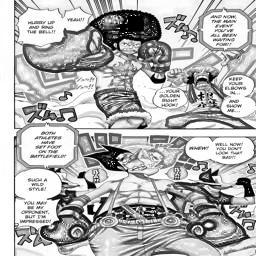 AND NOW,
THE MAIN
EVENT
YOU'VE
ALL BEEN
WAITING
FOR!!
YEAH!!
HURRY UP
AND RING
THE BELL!!
KEEP
YOUR
ELBOWS
IN...
AND
SHOW
ME...
...YOUR
GOLDEN
RIGHT
HOOK!
BOTH
ATHLETES
HAVE
SET FOOT
ON THE
BATTLEFIELD!
WELL NOW!
YOU DON'T
LOOK THAT
BAD!!
WHEW!
SUCH A
WILD
STYLE!
YOU MAY
BE MY
OPPONENT,
BUT I'M
IMPRESSED!